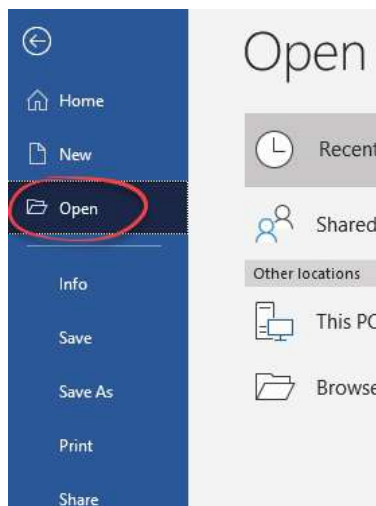 Home
New
Open
Info
Save
Save As
Print
Share
Open
Recent
Shared
Other locations
This PC
Browse